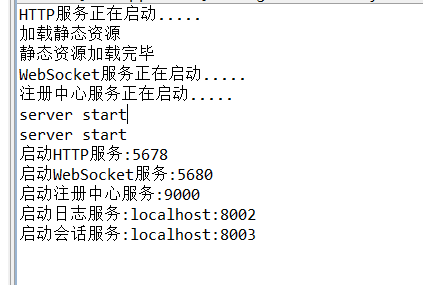 HTTP服务正在启动.....
加载静态资源
静态资源加载完毕
WebSocket服务正在启动.....
注册中心服务正在启动.....
server start
server start
启动HTTP服务:5678
启动WebSocket服务:5680
启动注册中心服务:9000
启动日志服务:localhost:8002
启动会话服务:localhost:8003